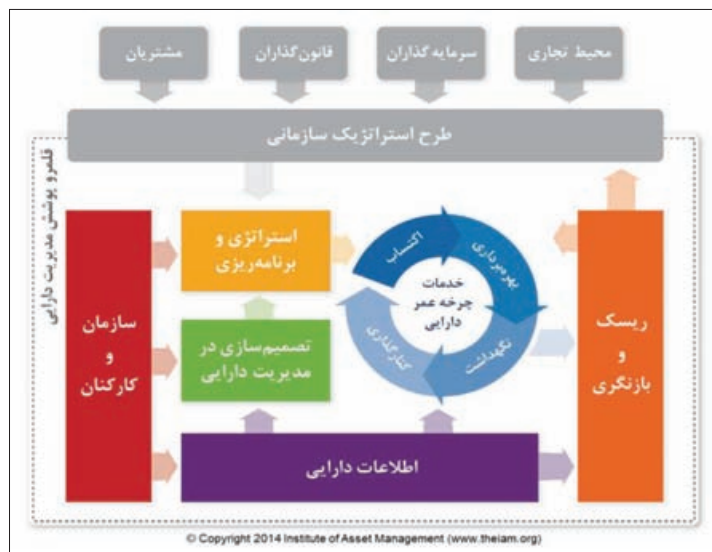 محیط تجاری
سرمایه‌گذاران
قانون‌گذاران
مشتریان
طرح استراتژیک سازمانی
قلمرو پوشش مدیریت دارایی
سازمان
و
کارکنان
استراتژی و
برنامه‌ریزی
تصمیم‌سازی در
مدیریت دارایی
اکتساب
بهره‌برداری
نگهداشت
کنارگذاری
خدمات
چرخه عمر
دارایی
ریسک
و
بازنگری
اطلاعات دارایی
© Copyright 2014 Institute of Asset Management (www.theiam.org)